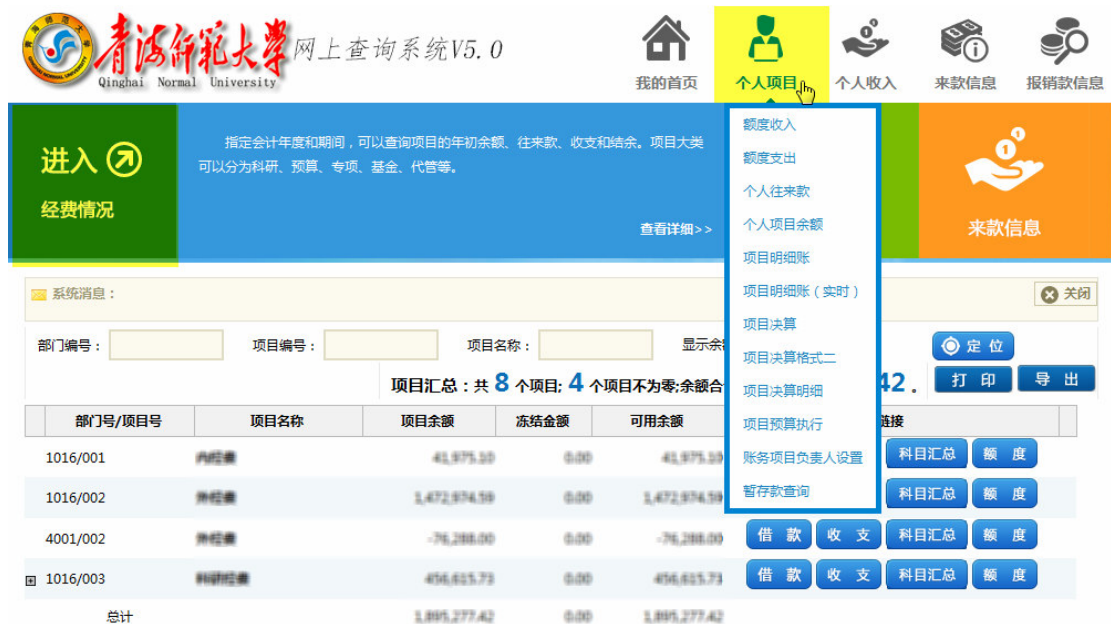 青海师范大学
Qinghai Normal University
网上查询系统V5.0
我的首页
个人项目
个人收入
来款信息
报销款信息
进入
经费情况
指定会计年度和期间，可以查询项目的年初余额、往来款、收支和结余。项目大类
可以分为科研、预算、专项、基金、代管等。
查看详细>>
额度收入
额度支出
个人往来款
个人项目余额
项目明细账
项目明细账（实时）
项目决算
项目决算格式二
项目决算明细
项目预算执行
账务项目负责人设置
暂存款查询
来款信息
系统消息：
关闭
部门编号：
项目编号：
项目名称：
显示余
定 位
项目汇总：共 8 个项目; 4 个项目不为零;余额合
42 .
打 印
导 出
部门号/项目号
项目名称
项目余额
冻结金额
可用余额
链接
1016/001
科目汇总
额 度
1016/002
科目汇总
额 度
4001/002
借 款
收 支
科目汇总
额 度
1016/003
借 款
收 支
科目汇总
额 度
总计